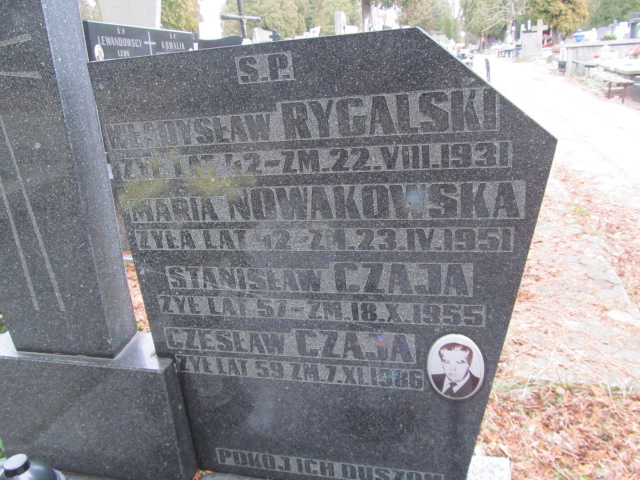 S.P.
LEWANDOWSCY KOWALIK
S.P.
WŁADYSŁAW RYGALSKI
ŻYŁ LAT 42-ZM. 22.VIII.1931
MARIA NOWAKOWSKA
ŻYŁA LAT 42-ZM. 23.IV.1951
STANISŁAW CZAJA
ŻYŁ LAT 57-ZM. 18.X.1955
CZESŁAW CZAJA
ŻYŁ LAT 59 ZM. 7.XI.1986
POKÓJ ICH DUSZOM